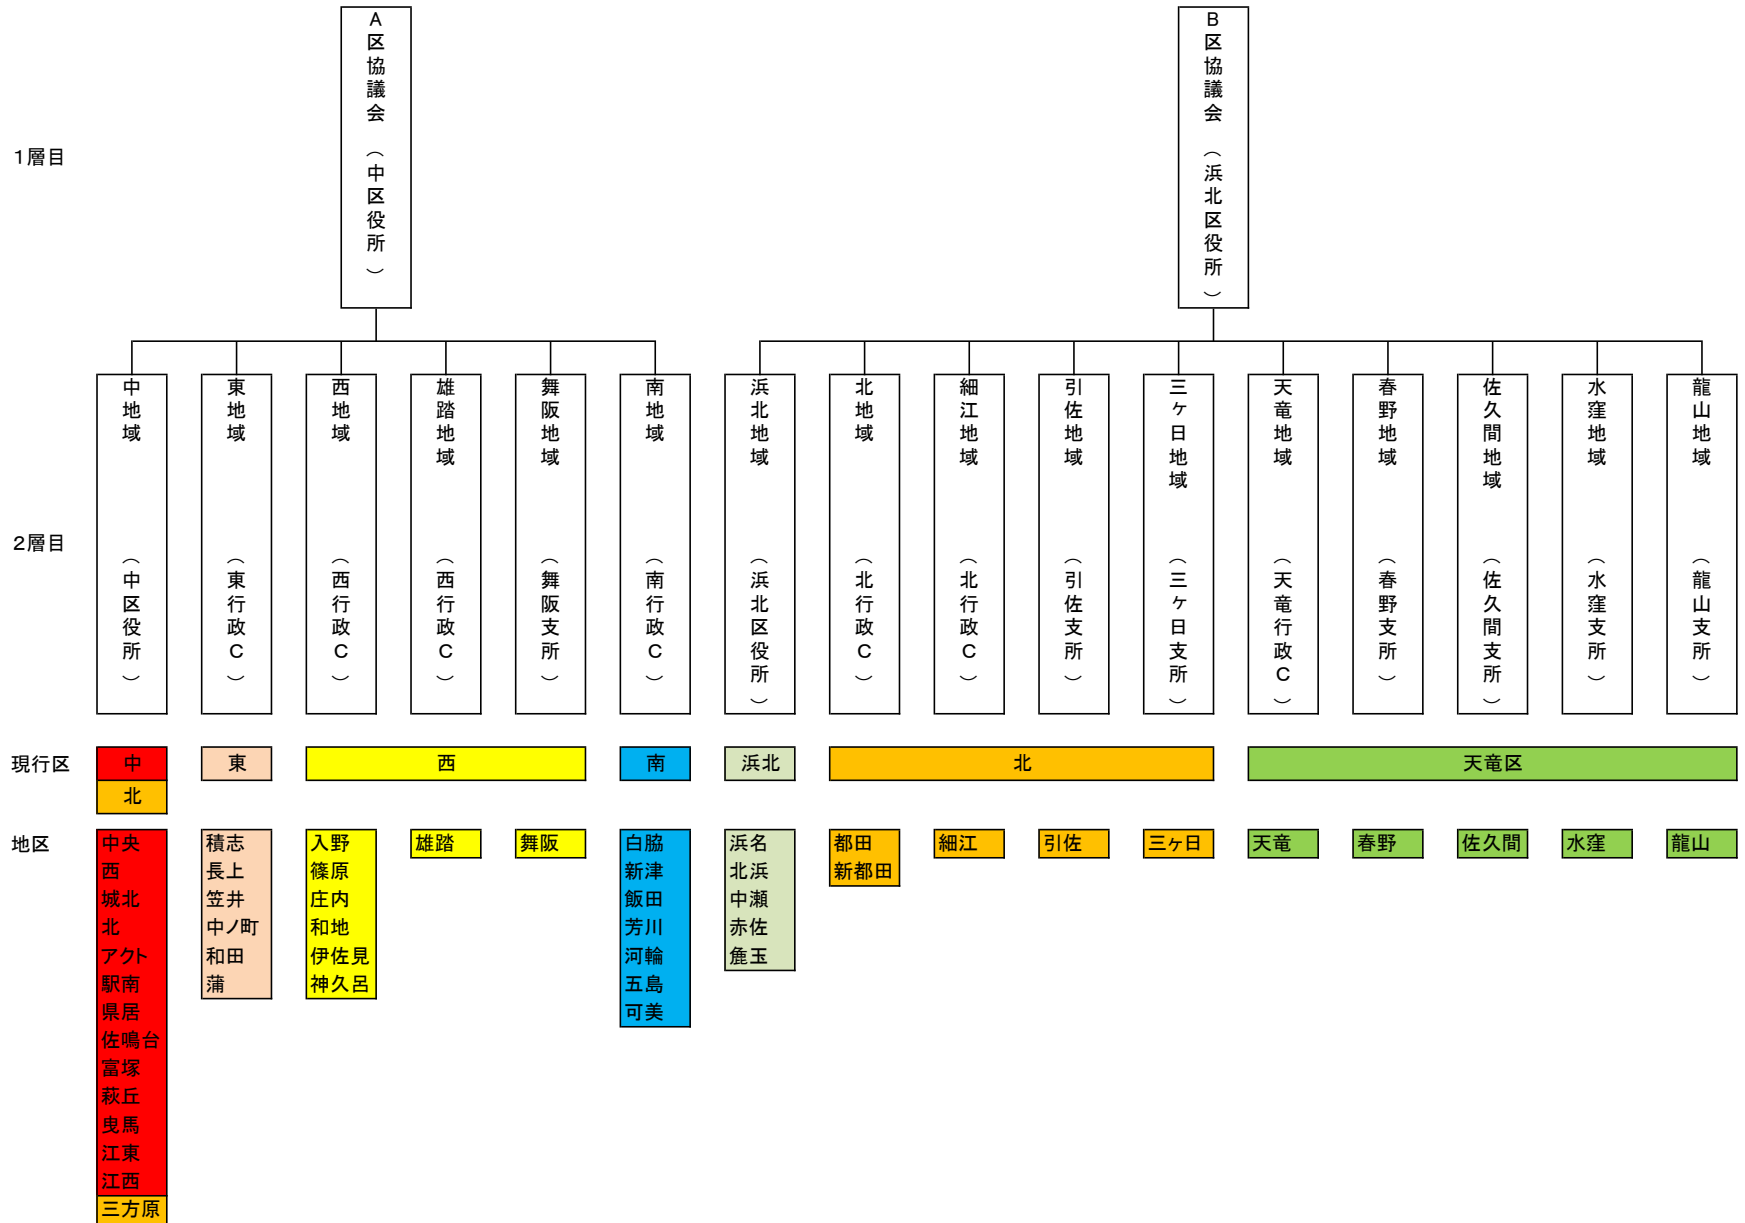 A区協議会（中区役所）
B区協議会（浜北区役所）
1層目
中地域（中区役所）
東地域（東行政C）
西地域（西行政C）
雄踏地域（西行政C）
舞阪地域（舞阪支所）
南地域（南行政C）
浜北地域（浜北区役所）
北地域（北行政C）
細江地域（北行政C）
引佐地域（引佐支所）
三ヶ日地域（三ヶ日支所）
天竜地域（天竜行政C）
春野地域（春野支所）
佐久間地域（佐久間支所）
水窪地域（水窪支所）
龍山地域（龍山支所）
2層目
現行区
中
北
東
西
南
浜北
北
天竜区
地区
中央
西
城北
北
アクト
駅南
県居
佐鳴台
富塚
萩丘
曳馬
江東
江西
三方原
積志
長上
笠井
中ノ町
和田
蒲
入野
篠原
庄内
和地
伊佐見
神久呂
雄踏
舞阪
白脇
新津
飯田
芳川
河輪
五島
可美
浜名
北浜
中瀬
赤佐
麁玉
都田
新都田
細江
引佐
三ヶ日
天竜
春野
佐久間
水窪
龍山